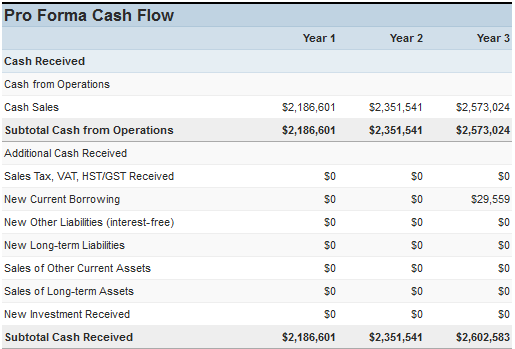 Pro Forma Cash Flow
Year 1 Year 2 Year 3
Cash Received
Cash from Operations
Cash Sales $2,186,601 $2,351,541 $2,573,024
Subtotal Cash from Operations $2,186,601 $2,351,541 $2,573,024
Additional Cash Received
Sales Tax, VAT, HST/GST Received $0 $0 $0
New Current Borrowing $0 $0 $29,559
New Other Liabilities (interest-free) $0 $0 $0
New Long-term Liabilities $0 $0 $0
Sales of Other Current Assets $0 $0 $0
Sales of Long-term Assets $0 $0 $0
New Investment Received $0 $0 $0
Subtotal Cash Received $2,186,601 $2,351,541 $2,602,583